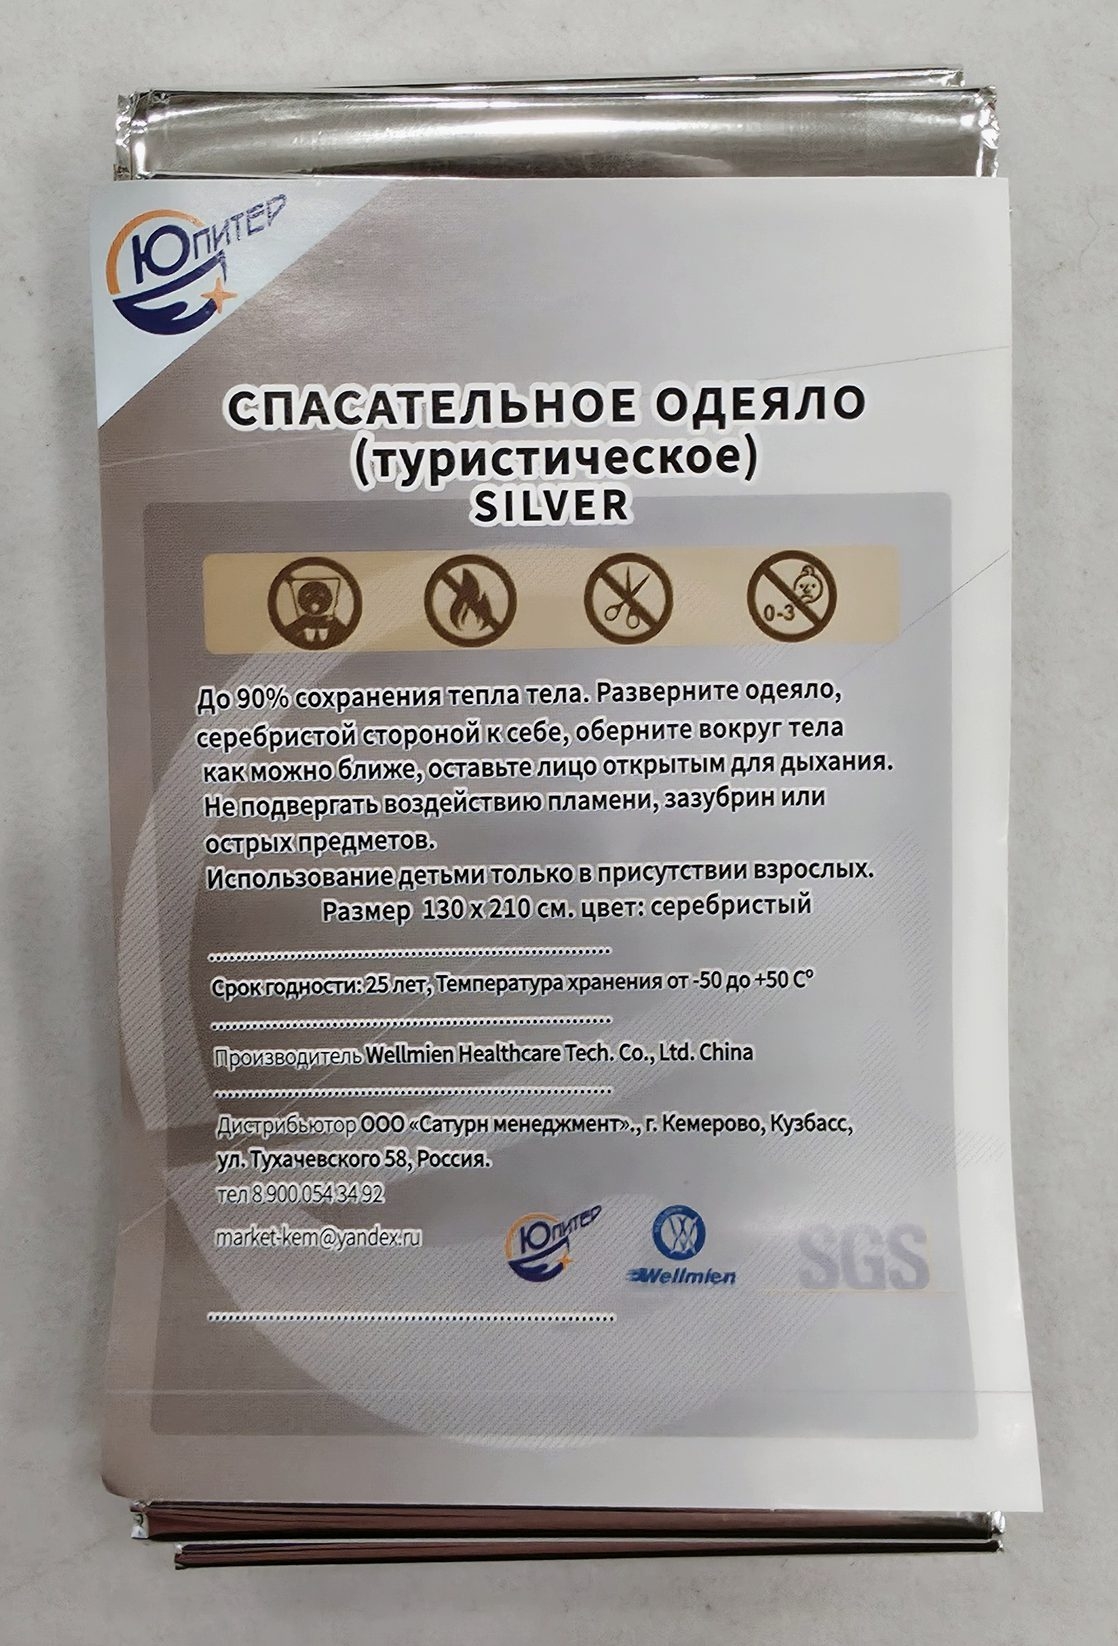 Юпитер
СПАСАТЕЛЬНОЕ ОДЕЯЛО
(туристическое)
SILVER
0-3
До 90% сохранения тепла тела. Разверните одеяло,
серебристой стороной к себе, оберните вокруг тела
как можно ближе, оставьте лицо открытым для дыхания.
Не подвергать воздействию пламени, зазубрин или
острых предметов.
Использование детьми только в присутствии взрослых.
Размер 130 x 210 см. цвет: серебристый
Срок годности: 25 лет, Температура хранения от -50 до +50 С°
Производитель Wellmien Healthcare Tech. Co., Ltd. China
Дистрибьютор ООО «Сатурн менеджмент»., г. Кемерово, Кузбасс,
ул. Тухачевского 58, Россия.
тел 8 900 054 34 92
market-kem@yandex.ru
Юпитер
Wellmien
SGS